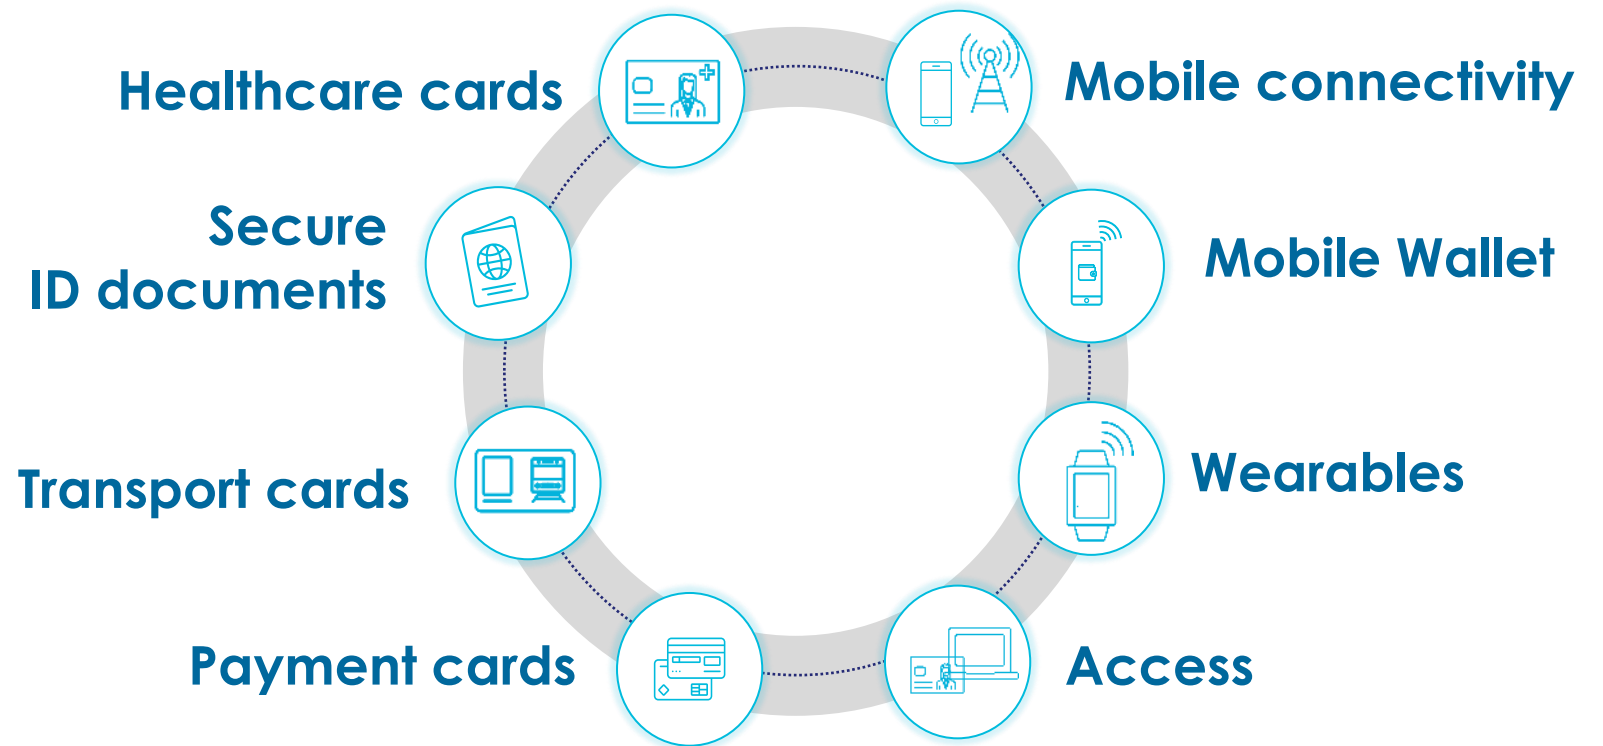 Healthcare cards
Mobile connectivity
Secure
ID documents
Mobile Wallet
Transport cards
Wearables
Payment cards
Access